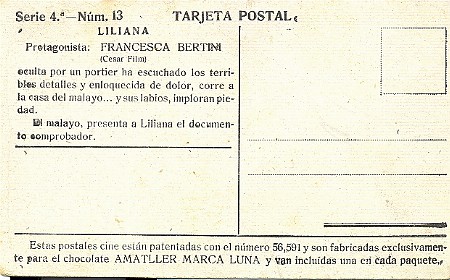 Serie 4.ª—Núm. 13 TARJETA POSTAL.
LILIANA
Protagonista: FRANCESCA BERTINI
(Cesar Film)
oculta por un portier ha escuchado los terri-
bles detalles y enloquecida de dolor, corre a
la casa del malayo... y sus labios, imploran pie-
dad.
El malayo, presenta a Liliana el documen-
to comprobador.
Estas postales cine están patentadas con el número 56,591 y son fabricadas exclusivamen-
te para el chocolate AMATLLER MARCA LUNA y van incluídas una en cada paquete.